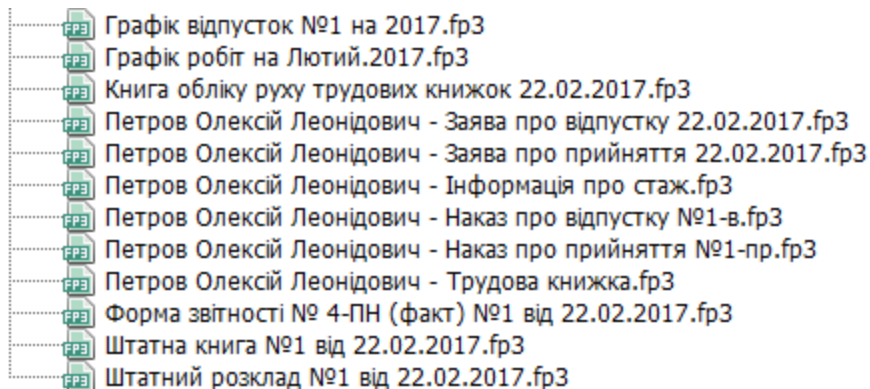 Графік відпусток №1 на 2017.fp3
Графік робіт на Лютий.2017.fp3
Книга обліку руху трудових книжок 22.02.2017.fp3
Петров Олексій Леонідович - Заява про відпустку 22.02.2017.fp3
Петров Олексій Леонідович - Заява про прийняття 22.02.2017.fp3
Петров Олексій Леонідович - Інформація про стаж.fp3
Петров Олексій Леонідович - Наказ про відпустку №1-в.fp3
Петров Олексій Леонідович - Наказ про прийняття №1-пр.fp3
Петров Олексій Леонідович - Трудова книжка.fp3
Форма звітності № 4-ПН (факт) №1 від 22.02.2017.fp3
Штатна книга №1 від 22.02.2017.fp3
Штатний розклад №1 від 22.02.2017.fp3